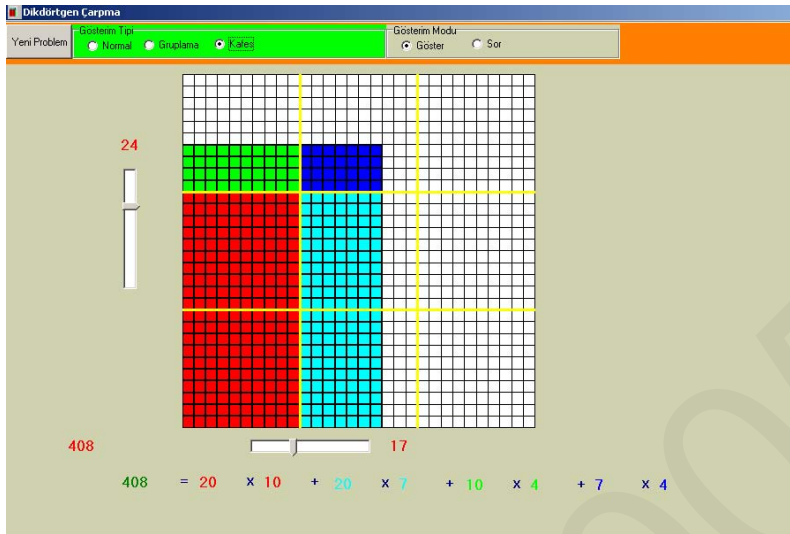 Dikdörtgen Çarpma
Yeni Problem
Gösterim Tipi
Normal Gruplama Kafes
Gösterim Modu
Göster Sor
24
408
17
408 = 20 x 10 + 20 x 7 + 10 x 4 + 7 x 4